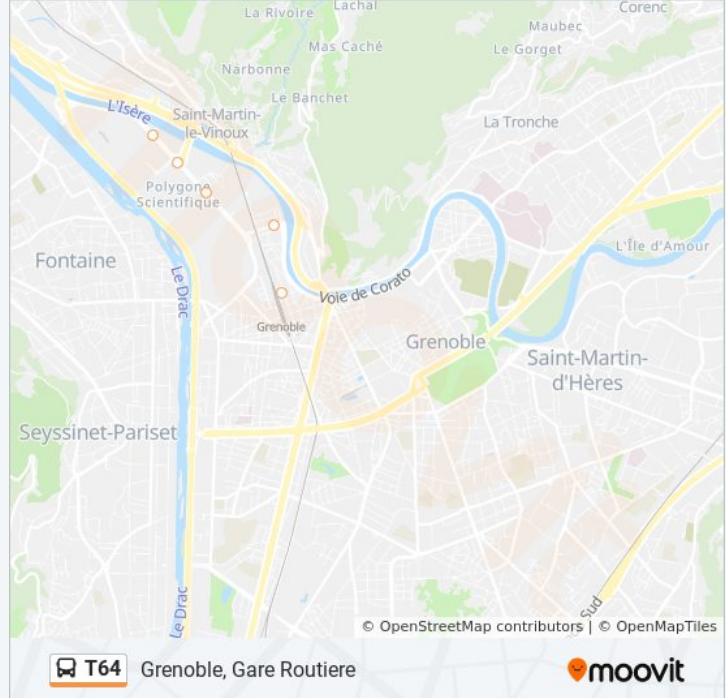 La Rivoire
Lachal
Corenc
Maubec
Mas Caché
Le Gorget
Narbonne
Le Banchet
L'Isère
Saint-Martin-
le-Vinoux
La Tronche
Polygone
Scientifique
L'Île d'Amour
Fontaine
Le Drac
Voie de Corato
Grenoble
Grenoble
Saint-Martin-
d'Hères
Seyssinet-Pariset
Le Drac
Sud
© OpenStreetMap contributors | © OpenMapTiles
T64 Grenoble, Gare Routiere
moovit